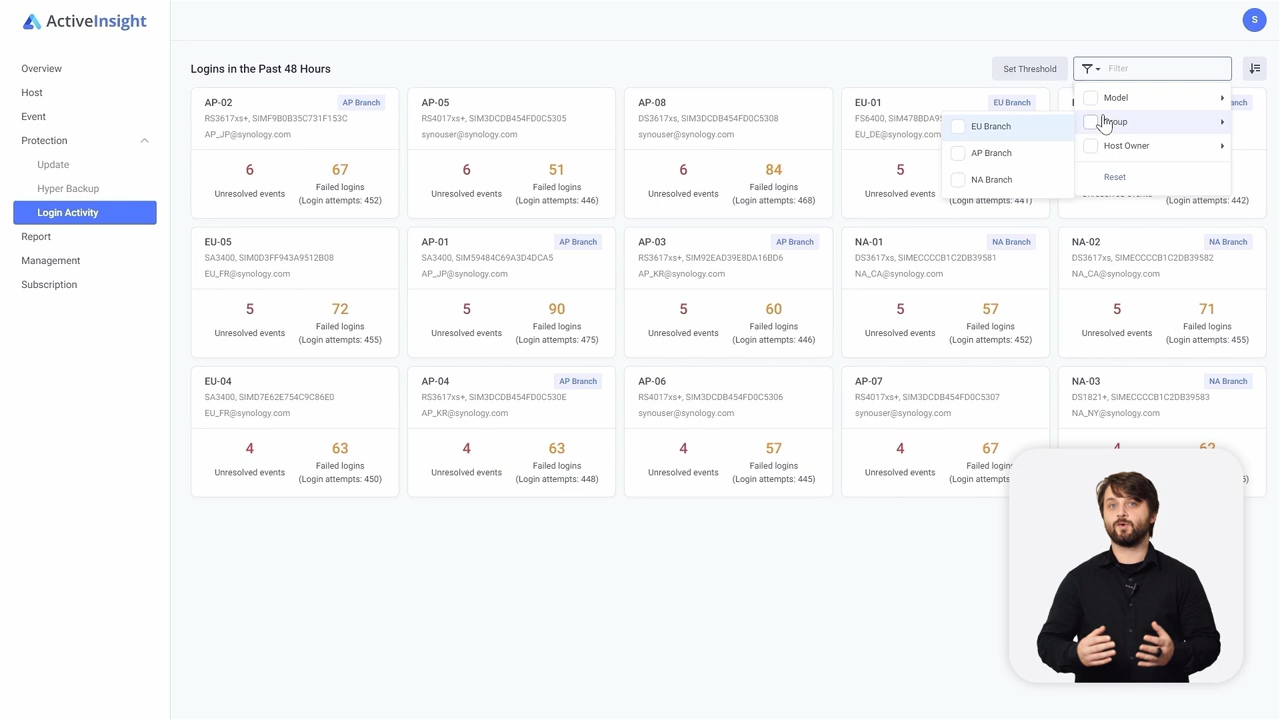 ActiveInsight
S
Overview
Host
Event
Protection
Update
Hyper Backup
Login Activity
Report
Management
Subscription
Logins in the Past 48 Hours
Set Threshold
Filter
Model
Host Owner
Reset
EU Branch
AP Branch
NA Branch
AP-02
AP Branch
RS3617xs+, SIMF9B0B35C731F153C
AP_JP@synology.com
6
67
Unresolved events
Failed logins
(Login attempts: 452)
AP-05
RS4017xs+, SIM3DCDB454FD0C5305
synouser@synology.com
6
51
Unresolved events
Failed logins
(Login attempts: 446)
AP-08
DS3617xs, SIM3DCDB454FD0C5308
synouser@synology.com
6
84
Unresolved events
Failed logins
(Login attempts: 468)
EU-01
EU Branch
EU_DE@synology.com
5
Unresolved events
(Login attempts: 441)
442)
EU-05
SA3400, SIM0D3FF943A9512B08
EU_FR@synology.com
5
72
Unresolved events
Failed logins
(Login attempts: 455)
AP-01
AP Branch
SA3400, SIM59484C69A3D4DCA5
AP_JP@synology.com
5
90
Unresolved events
Failed logins
(Login attempts: 475)
AP-03
AP Branch
RS3617xs+, SIM92EAD39E8DA16BD6
AP_KR@synology.com
5
60
Unresolved events
Failed logins
(Login attempts: 446)
NA-01
NA Branch
DS3617xs, SIMECCCCB1C2DB39581
NA_CA@synology.com
5
57
Unresolved events
Failed logins
(Login attempts: 452)
NA-02
NA Branch
DS3617xs, SIMECCCCB1C2DB39582
NA_CA@synology.com
5
71
Unresolved events
Failed logins
(Login attempts: 455)
EU-04
SA3400, SIMD7E62E754C9C86E0
EU_FR@synology.com
4
63
Unresolved events
Failed logins
(Login attempts: 450)
AP-04
AP Branch
RS3617xs+, SIM3DCDB454FD0C530E
AP_KR@synology.com
4
63
Unresolved events
Failed logins
(Login attempts: 448)
AP-06
RS4017xs+, SIM3DCDB454FD0C5306
synouser@synology.com
4
57
Unresolved events
Failed logins
(Login attempts: 445)
AP-07
RS4017xs+, SIM3DCDB454FD0C5307
synouser@synology.com
4
67
Unresolved events
Failed logins
(Login attempts
NA-03
NA Branch
DS1821+, SIMECCCCB1C2DB39583
NA_NY@synology.com